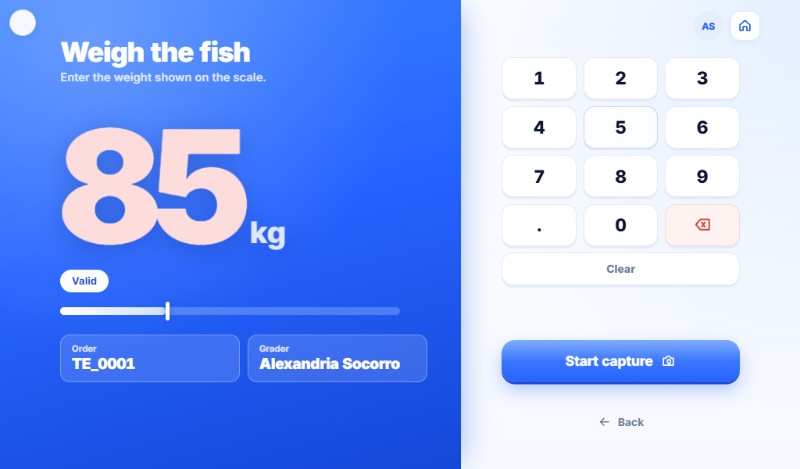 Weigh the fish
Enter the weight shown on the scale.
85 kg
Valid
Order
TE_0001
Grader
Alexandria Socorro
AS
1 2 3
4 5 6
7 8 9
. 0
Clear
Start capture
Back